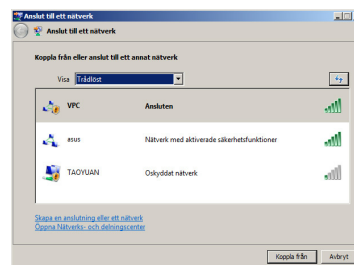 Anslut till ett nätverk
Anslut till ett nätverk
Koppla från eller anslut till ett annat nätverk
Visa Trådlöst
VPC Ansluten
asus Nätverk med aktiverade säkerhetsfunktioner
TAOYUAN Oskyddat nätverk
Skapa en anslutning eller ett nätverk
Öppna Nätverks- och delningscenter
Koppla från Avbryt